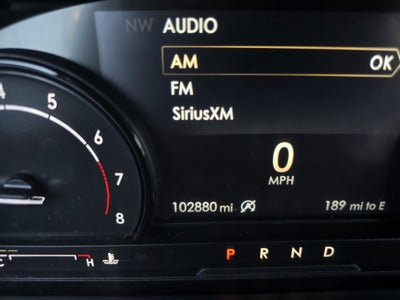 NW AUDIO
AM OK
FM
SiriusXM
4 5 6 7 8
0
MPH
102880 mi 189 mi to E
C H
P R N D